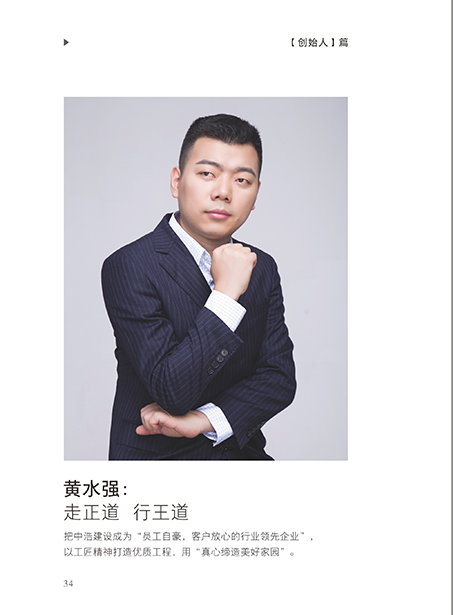 【创始人】篇
黄水强：
走正道 行王道
把中浩建设成为“员工自豪，客户放心的行业领先企业”，
以工匠精神打造优质工程，用“真心缔造美好家园”。
34